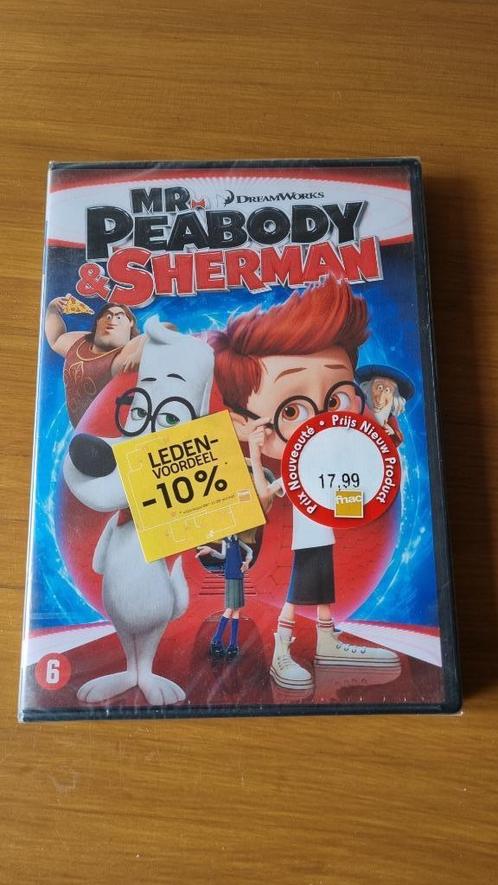 MR.
DREAMWORKS
PEABODY
& SHERMAN
LEDEN-
VOORDEEL
-10%
Prix Nouveauté • Prijs Nieuw Product
17,99
fnac
6